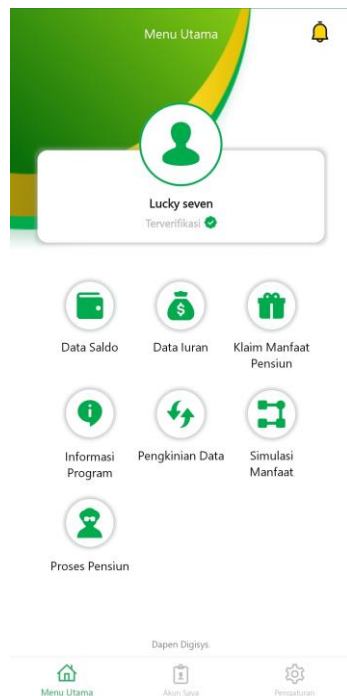 Menu Utama
Lucky seven
Terverifikasi
Data Saldo
Data Iuran
Klaim Manfaat
Pensiun
Informasi
Program
Pengkinian Data
Simulasi
Manfaat
Proses Pensiun
Dapen Digisys.
Menu Utama
Akun Saya
Pengaturan